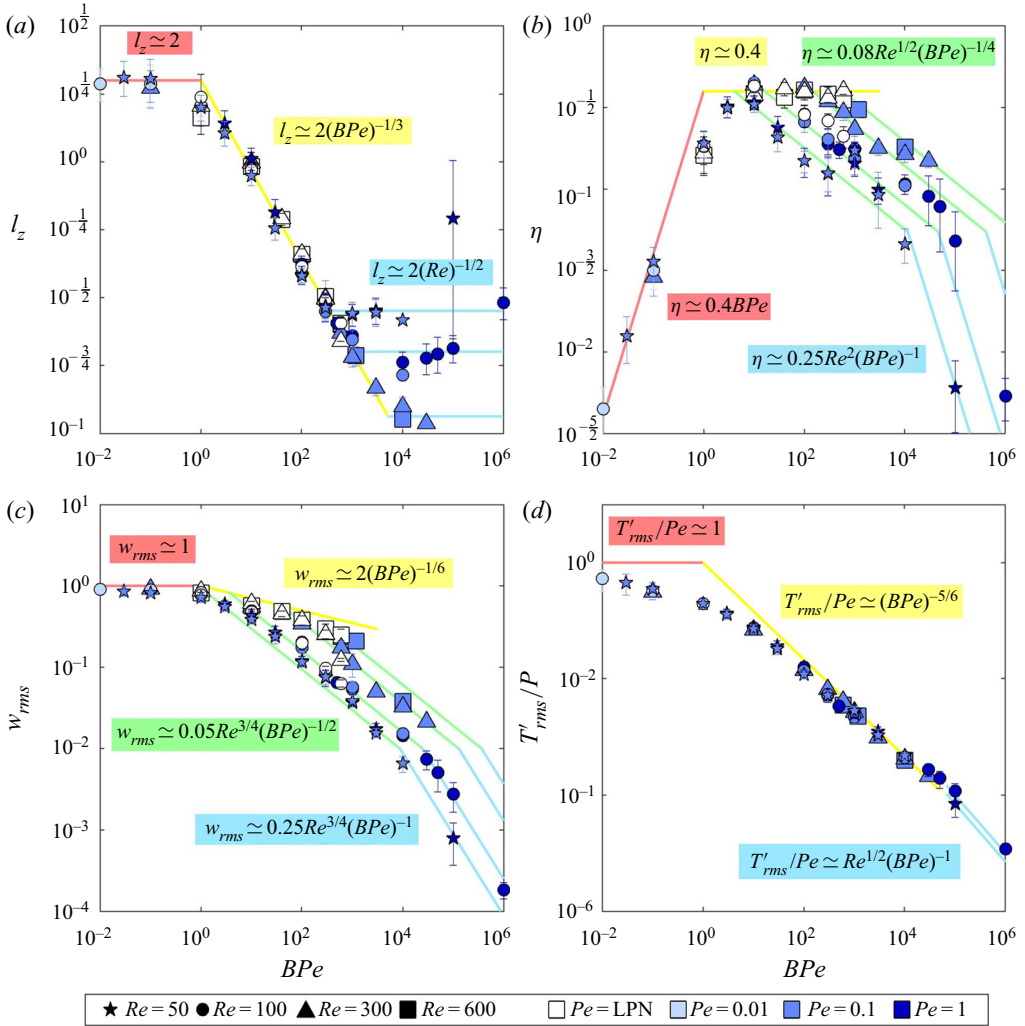 (a)
10^{1/2}
10^{1/4}
10^0
10^{-1/4}
10^{-1/2}
10^{-3/4}
10^{-1}
l_z
l_z ≃ 2
l_z ≃ 2(BPe)^{-1/3}
l_z ≃ 2(Re)^{-1/2}
10^{-2} 10^0 10^2 10^4 10^6
(b)
10^0
10^{-1/2}
10^{-1}
10^{-3/2}
10^{-2}
10^{-5/2}
η
η ≃ 0.4
η ≃ 0.08Re^{1/2}(BPe)^{-1/4}
η ≃ 0.4BPe
η ≃ 0.25Re^2(BPe)^{-1}
10^{-2} 10^0 10^2 10^4 10^6
(c)
10^1
10^0
10^{-1}
10^{-2}
10^{-3}
10^{-4}
w_{rms}
w_{rms} ≃ 1
w_{rms} ≃ 2(BPe)^{-1/6}
w_{rms} ≃ 0.05Re^{3/4}(BPe)^{-1/2}
w_{rms} ≃ 0.25Re^{3/4}(BPe)^{-1}
10^{-2} 10^0 10^2 10^4 10^6
BPe
(d)
10^0
10^{-2}
10^{-1}
10^{-6}
T′_{rms}/P
T′_{rms}/Pe ≃ 1
T′_{rms}/Pe ≃ (BPe)^{-5/6}
T′_{rms}/Pe ≃ Re^{1/2}(BPe)^{-1}
10^{-2} 10^0 10^2 10^4 10^6
BPe
Re = 50 Re = 100 Re = 300 Re = 600 Pe = LPN Pe = 0.01 Pe = 0.1 Pe = 1